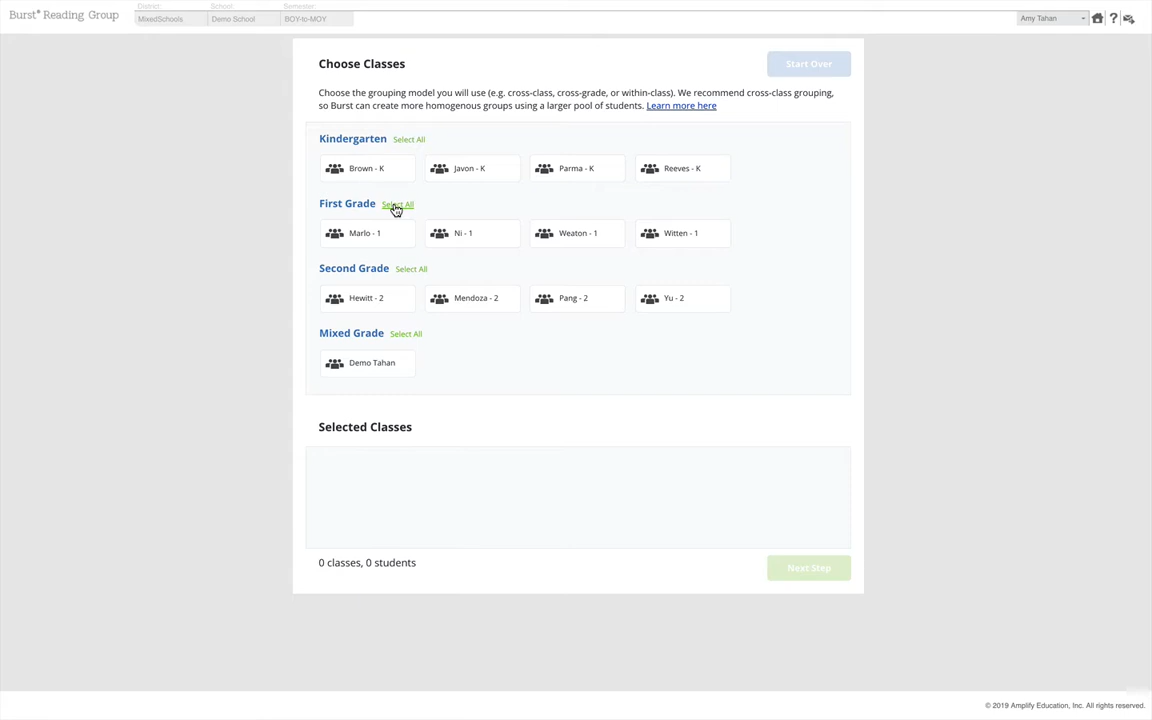 Burst® Reading Group
District: School: Semester:
MixedSchools Demo School BOY-to-MOY
Amy Tahan
?
Choose Classes
Start Over
Choose the grouping model you will use (e.g. cross-class, cross-grade, or within-class). We recommend cross-class grouping,
so Burst can create more homogenous groups using a larger pool of students. Learn more here
Kindergarten Select All
Brown - K Javon - K Parma - K Reeves - K
First Grade Select All
Marlo - 1 Ni - 1 Weaton - 1 Witten - 1
Second Grade Select All
Hewitt - 2 Mendoza - 2 Pang - 2 Yu - 2
Mixed Grade Select All
Demo Tahan
Selected Classes
0 classes, 0 students
Next Step
© 2019 Amplify Education, Inc. All rights reserved.